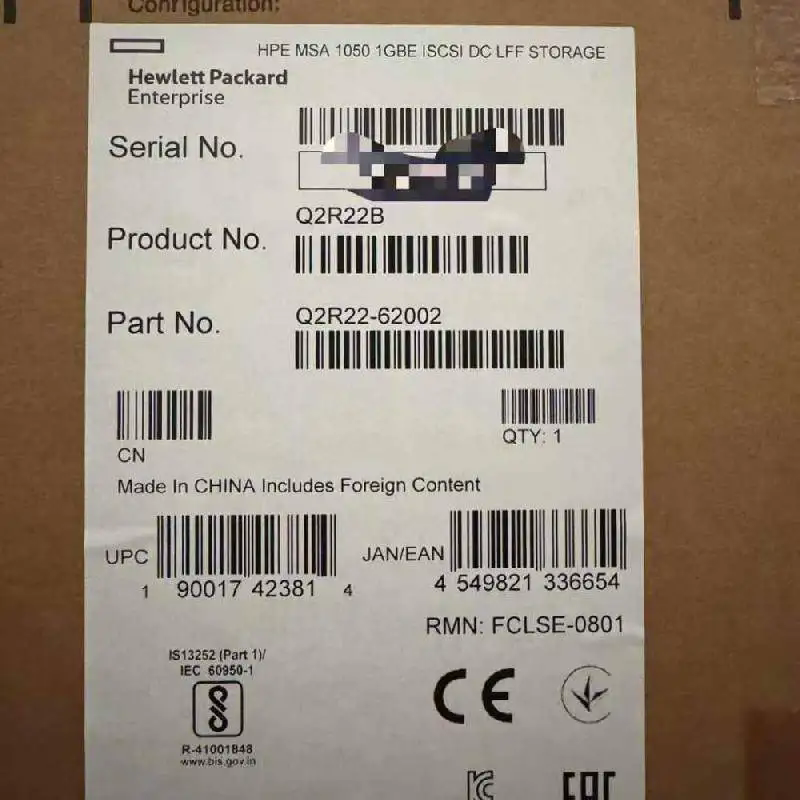 Configuration:
HPE MSA 1050 1GBE ISCSI DC LFF STORAGE
Hewlett Packard
Enterprise
Serial No.
Q2R22B
Product No.
Q2R22-62002
Part No.
CN
QTY: 1
Made In CHINA Includes Foreign Content
UPC
1 90017 42381 4
JAN/EAN
4 549821 336654
RMN: FCLSE-0801
IS13252 (Part 1)/
IEC 60950-1
R-41001848
www.bis.gov.in
CE
EAC